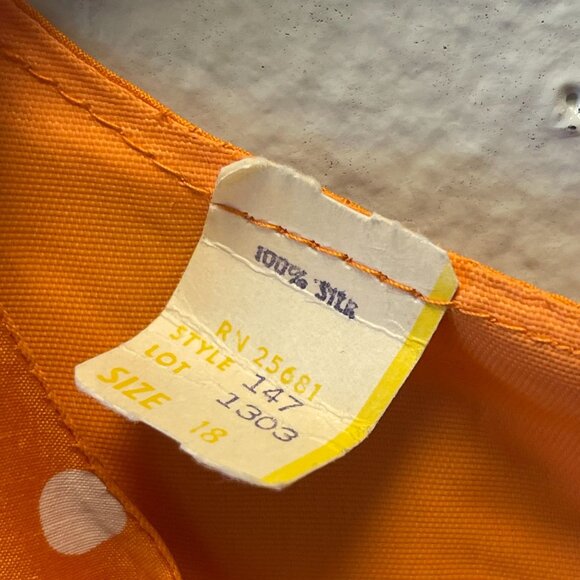 100% SILK
RN 25681
STYLE 147
LOT 1303
SIZE 18